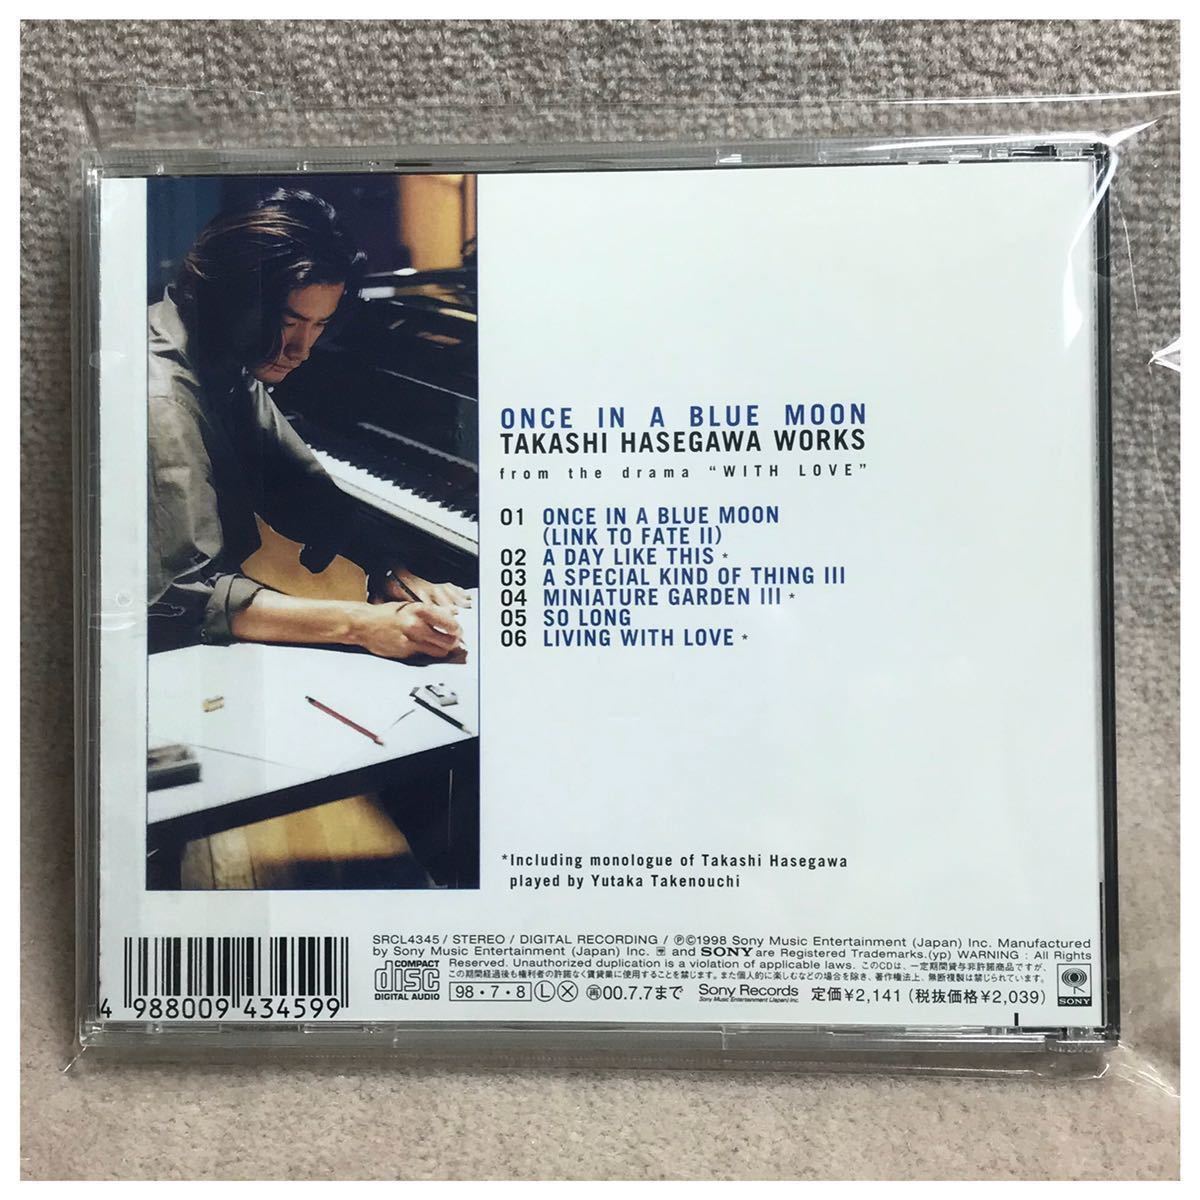 ONCE IN A BLUE MOON
TAKASHI HASEGAWA WORKS
from the drama "WITH LOVE"
01 ONCE IN A BLUE MOON
(LINK TO FATE II)
02 A DAY LIKE THIS *
03 A SPECIAL KIND OF THING III
04 MINIATURE GARDEN III *
05 SO LONG
06 LIVING WITH LOVE *
*Including monologue of Takashi Hasegawa
played by Yutaka Takenouchi
SRCL4345 / STEREO / DIGITAL RECORDING / ℗©1998 Sony Music Entertainment (Japan) Inc. Manufactured
by Sony Music Entertainment (Japan) Inc. and SONY are Registered Trademarks.(yp) WARNING : All Rights
Reserved. Unauthorized duplication is a violation of applicable laws. このCDは、一定期間貸与非許諾商品ですが、
この期間経過後も権利者の許諾なく賃貸業に使用することを禁じます。また個人的に楽しむなどの場合を除き、著作権法上、無断複製は禁じられています。
COMPACT
disc
DIGITAL AUDIO
98・7・8 Ⓛ Ⓧ ㊢00.7.7まで
Sony Records
Sony Music Entertainment (Japan) Inc.
定価¥2,141 (税抜価格¥2,039)
SONY
4 988009 434599